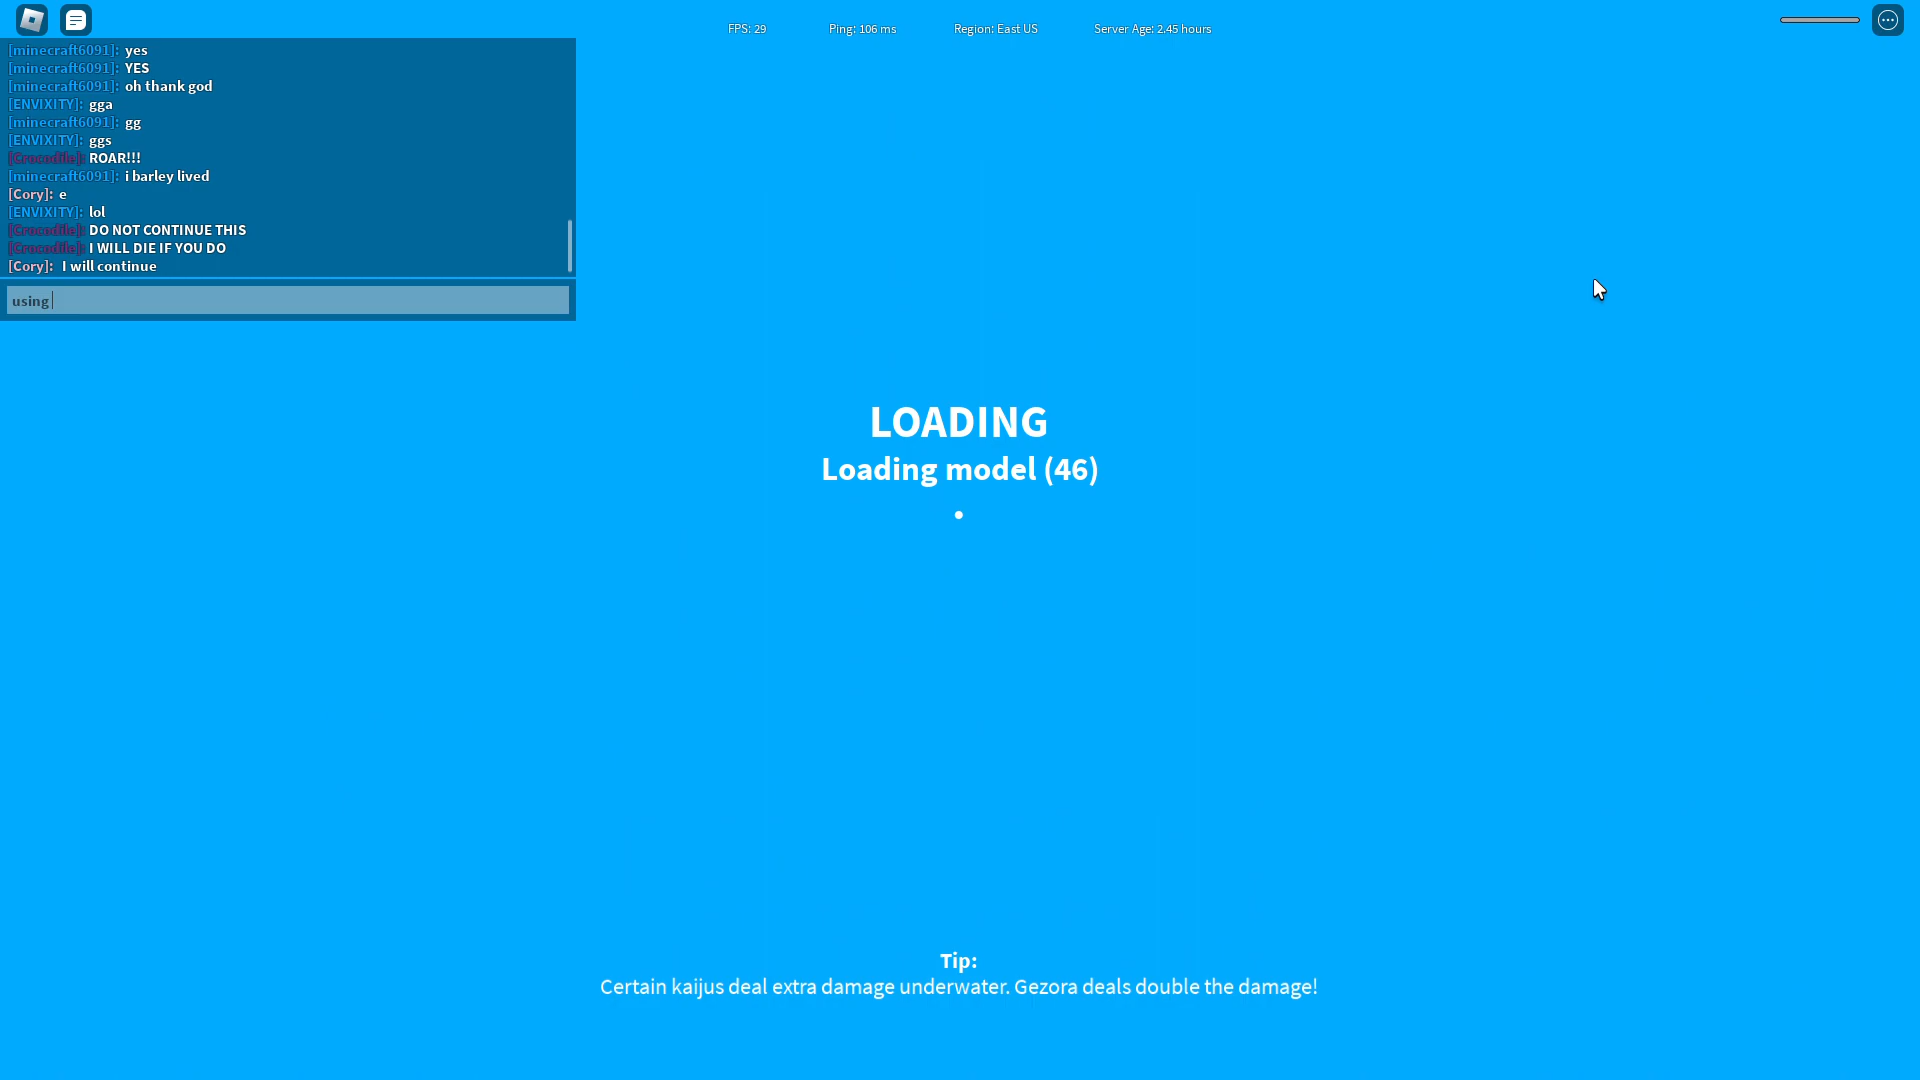 FPS: 29 Ping: 106 ms Region: East US Server Age: 2.45 hours
[minecraft6091]: yes
[minecraft6091]: YES
[minecraft6091]: oh thank god
[ENVIXITY]: gga
[minecraft6091]: gg
[ENVIXITY]: ggs
[Crocodile]: ROAR!!!
[minecraft6091]: i barley lived
[Cory]: e
[ENVIXITY]: lol
[Crocodile]: DO NOT CONTINUE THIS
[Crocodile]: I WILL DIE IF YOU DO
[Cory]: I will continue
using
LOADING
Loading model (46)
Tip:
Certain kaijus deal extra damage underwater. Gezora deals double the damage!